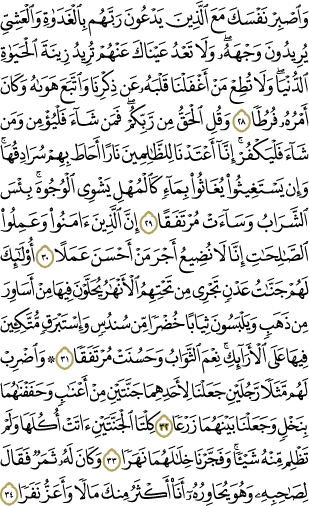 وَٱصۡبِرۡ نَفۡسَكَ مَعَ ٱلَّذِينَ يَدۡعُونَ رَبَّهُم بِٱلۡغَدَوٰةِ وَٱلۡعَشِيِّ
يُرِيدُونَ وَجۡهَهُۥۖ وَلَا تَعۡدُ عَيۡنَاكَ عَنۡهُمۡ تُرِيدُ زِينَةَ ٱلۡحَيَوٰةِ
ٱلدُّنۡيَاۖ وَلَا تُطِعۡ مَنۡ أَغۡفَلۡنَا قَلۡبَهُۥ عَن ذِكۡرِنَا وَٱتَّبَعَ هَوَىٰهُ وَكَانَ
أَمۡرُهُۥ فُرُطٗا ٢٨ وَقُلِ ٱلۡحَقُّ مِن رَّبِّكُمۡۖ فَمَن شَآءَ فَلۡيُؤۡمِن وَمَن
شَآءَ فَلۡيَكۡفُرۡۚ إِنَّآ أَعۡتَدۡنَا لِلظَّـٰلِمِينَ نَارًا أَحَاطَ بِهِمۡ سُرَادِقُهَاۚ
وَإِن يَسۡتَغِيثُواْ يُغَاثُواْ بِمَآءٖ كَٱلۡمُهۡلِ يَشۡوِي ٱلۡوُجُوهَۚ بِئۡسَ
ٱلشَّرَابُ وَسَآءَتۡ مُرۡتَفَقًا ٢٩ إِنَّ ٱلَّذِينَ ءَامَنُواْ وَعَمِلُواْ
ٱلصَّـٰلِحَـٰتِ إِنَّا لَا نُضِيعُ أَجۡرَ مَنۡ أَحۡسَنَ عَمَلًا ٣٠ أُوْلَـٰٓئِكَ
لَهُمۡ جَنَّـٰتُ عَدۡنٖ تَجۡرِي مِن تَحۡتِهِمُ ٱلۡأَنۡهَـٰرُ يُحَلَّوۡنَ فِيهَا مِنۡ أَسَاوِرَ
مِن ذَهَبٖ وَيَلۡبَسُونَ ثِيَابًا خُضۡرٗا مِّن سُندُسٖ وَإِسۡتَبۡرَقٖ مُّتَّكِـِٔينَ
فِيهَا عَلَى ٱلۡأَرَآئِكِۚ نِعۡمَ ٱلثَّوَابُ وَحَسُنَتۡ مُرۡتَفَقٗا ٣١ ۞ وَٱضۡرِبۡ
لَهُم مَّثَلٗا رَّجُلَيۡنِ جَعَلۡنَا لِأَحَدِهِمَا جَنَّتَيۡنِ مِنۡ أَعۡنَـٰبٖ وَحَفَفۡنَـٰهُمَا
بِنَخۡلٖ وَجَعَلۡنَا بَيۡنَهُمَا زَرۡعٗا ٣٢ كِلۡتَا ٱلۡجَنَّتَيۡنِ ءَاتَتۡ أُكُلَهَا وَلَمۡ
تَظۡلِم مِّنۡهُ شَيۡـٔٗاۚ وَفَجَّرۡنَا خِلَـٰلَهُمَا نَهَرٗا ٣٣ وَكَانَ لَهُۥ ثَمَرٞ فَقَالَ
لِصَـٰحِبِهِۦ وَهُوَ يُحَاوِرُهُۥٓ أَنَا۠ أَكۡثَرُ مِنكَ مَالٗا وَأَعَزُّ نَفَرٗا ٣٤